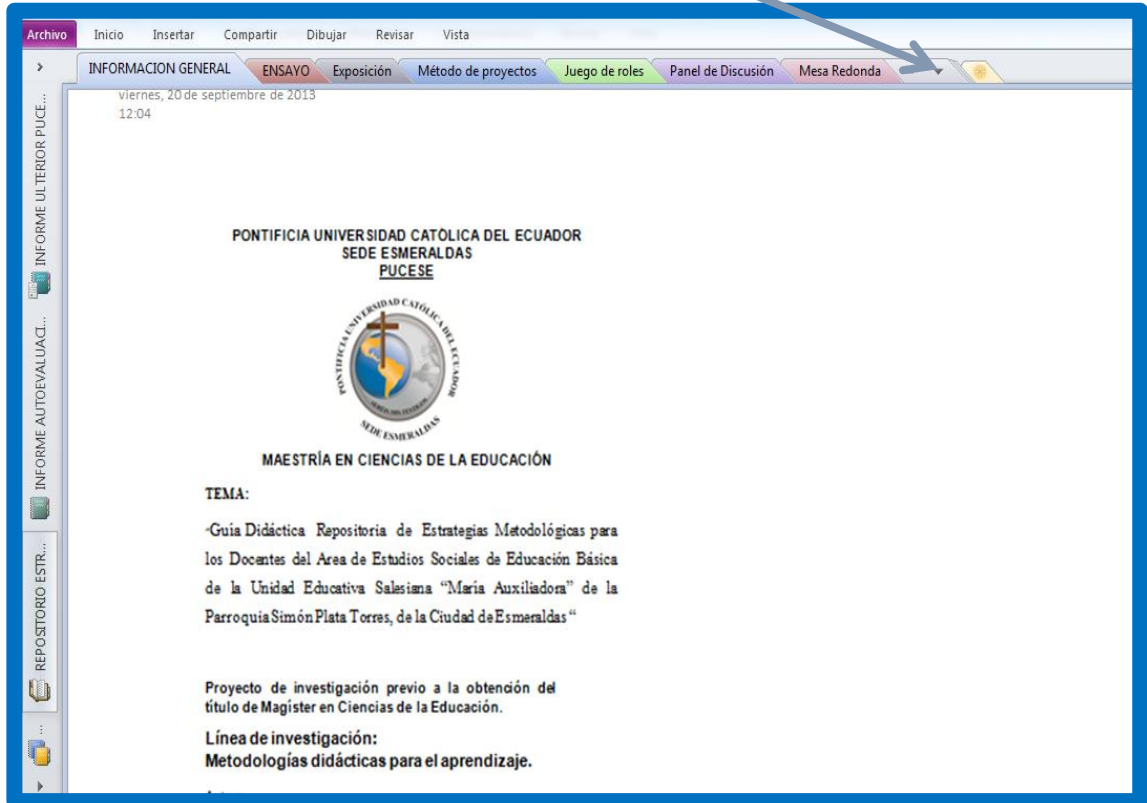 Archivo Inicio Insertar Compartir Dibujar Revisar Vista
INFORMACION GENERAL ENSAYO Exposición Método de proyectos Juego de roles Panel de Discusión Mesa Redonda
viernes, 20 de septiembre de 2013
12:04
INFORME ULTERIOR PUCE...
INFORME AUTOEVALUACI...
REPOSITORIO ESTR...
PONTIFICIA UNIVERSIDAD CATÓLICA DEL ECUADOR
SEDE ESMERALDAS
PUCESE
PONTIFICIA UNIVERSIDAD CATÓLICA DEL ECUADOR
SEDE ESMERALDAS
MAESTRÍA EN CIENCIAS DE LA EDUCACIÓN
TEMA:
"Guia Didáctica Repositoria de Estrategias Metodológicas para
los Docentes del Area de Estudios Sociales de Educación Básica
de la Unidad Educativa Salesiana “María Auxiliadora” de la
Parroquia Simón Plata Torres, de la Ciudad de Esmeraldas “
Proyecto de investigación previo a la obtención del
título de Magíster en Ciencias de la Educación.
Línea de investigación:
Metodologías didácticas para el aprendizaje.